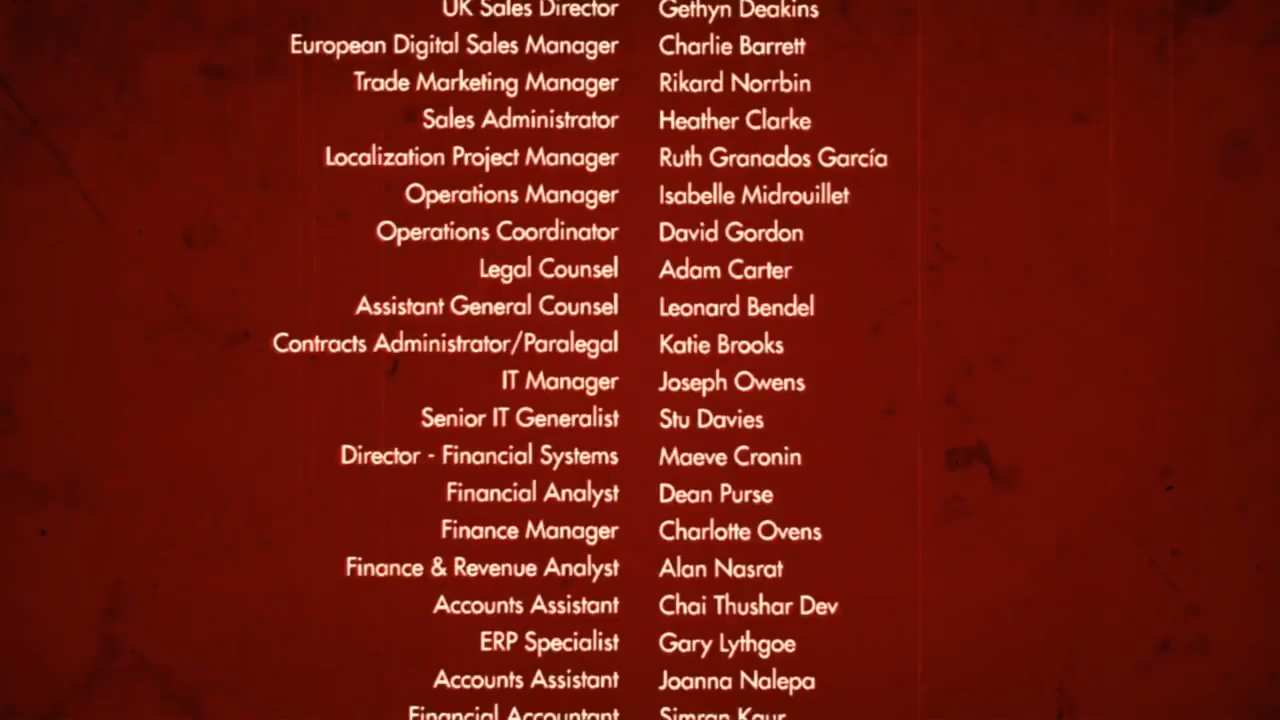 UK Sales Director Gethyn Deakins
European Digital Sales Manager Charlie Barrett
Trade Marketing Manager Rikard Norrbin
Sales Administrator Heather Clarke
Localization Project Manager Ruth Granados García
Operations Manager Isabelle Midrouillet
Operations Coordinator David Gordon
Legal Counsel Adam Carter
Assistant General Counsel Leonard Bendel
Contracts Administrator/Paralegal Katie Brooks
IT Manager Joseph Owens
Senior IT Generalist Stu Davies
Director - Financial Systems Maeve Cronin
Financial Analyst Dean Purse
Finance Manager Charlotte Ovens
Finance & Revenue Analyst Alan Nasrat
Accounts Assistant Chai Thushar Dev
ERP Specialist Gary Lythgoe
Accounts Assistant Joanna Nalepa
Financial Accountant Simran Kaur